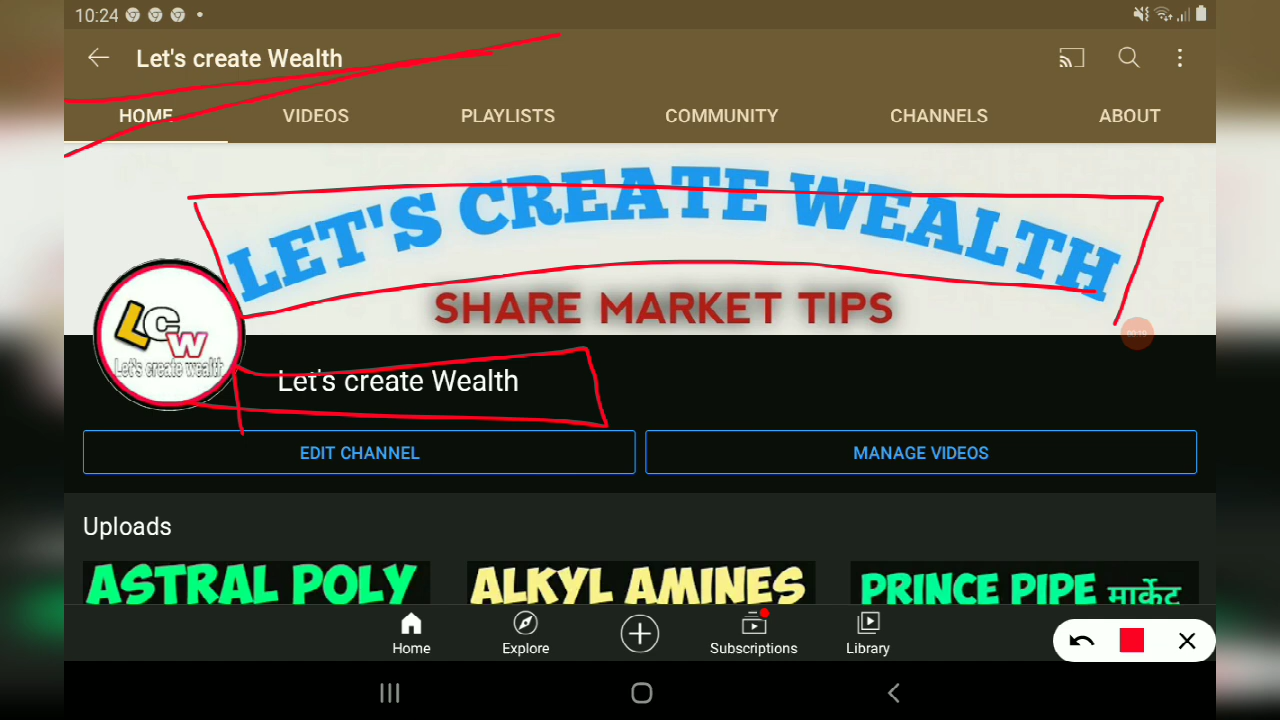 10:24
Let's create Wealth
HOME VIDEOS PLAYLISTS COMMUNITY CHANNELS ABOUT
LET'S CREATE WEALTH
SHARE MARKET TIPS
00:19
LCW
Let's create wealth
Let's create Wealth
EDIT CHANNEL MANAGE VIDEOS
Uploads
ASTRAL POLY ALKYL AMINES PRINCE PIPE मार्केट
Home Explore Subscriptions Library